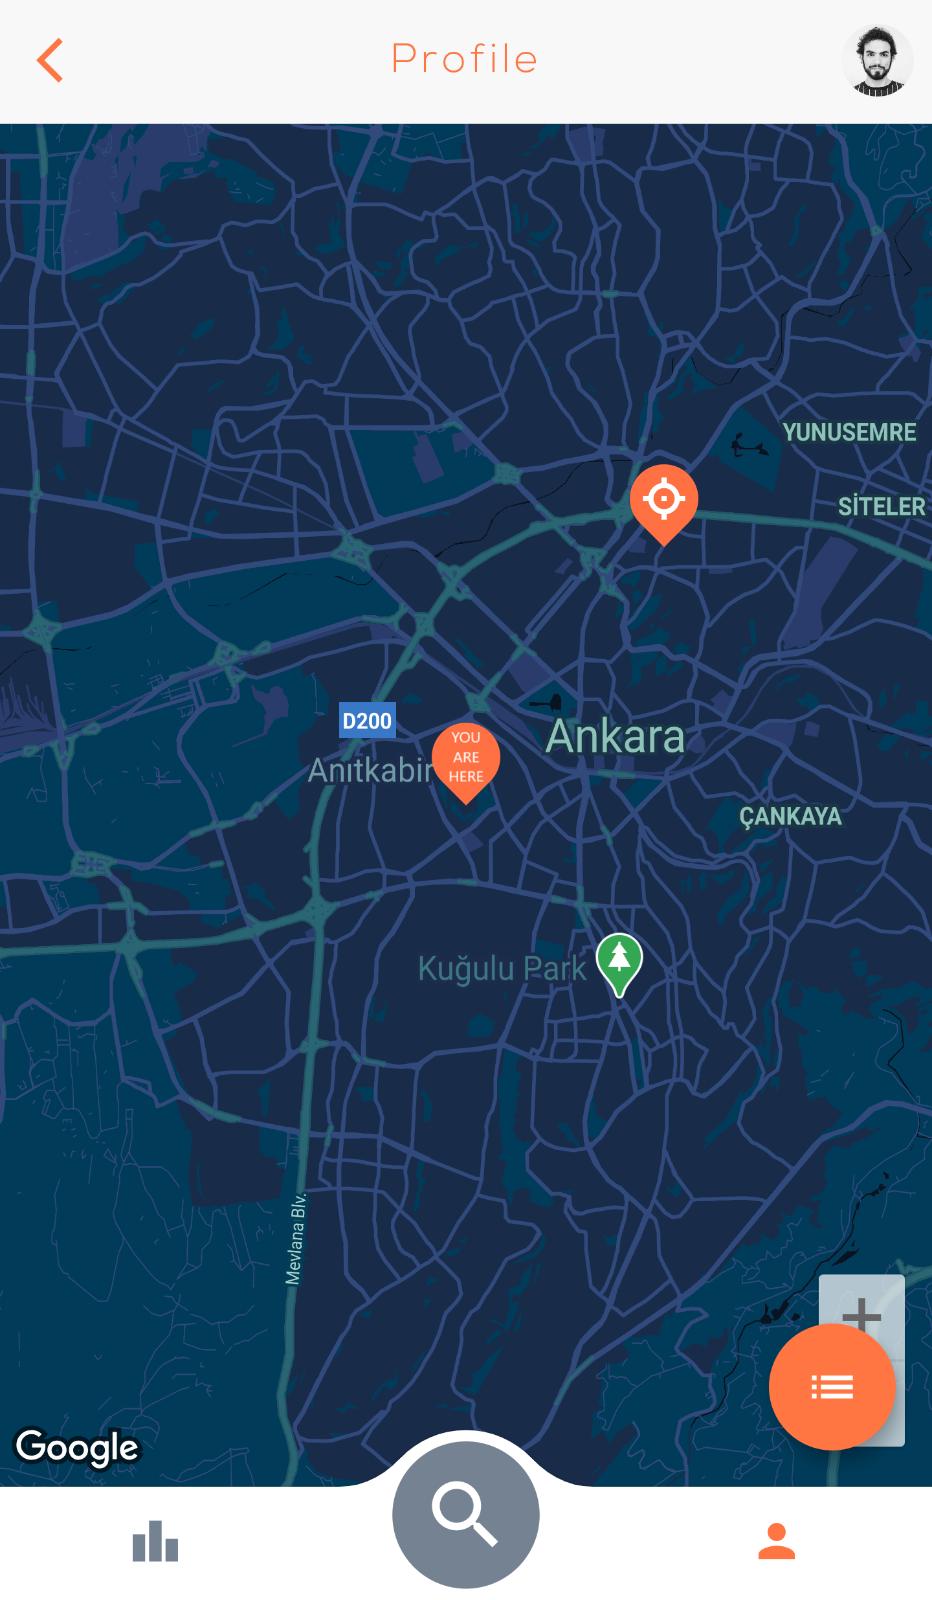 Profile
YUNUSEMRE
SİTELER
D200
Anıtkabir
YOU
ARE
HERE
Ankara
ÇANKAYA
Kuğulu Park
Mevlana Blv.
Google